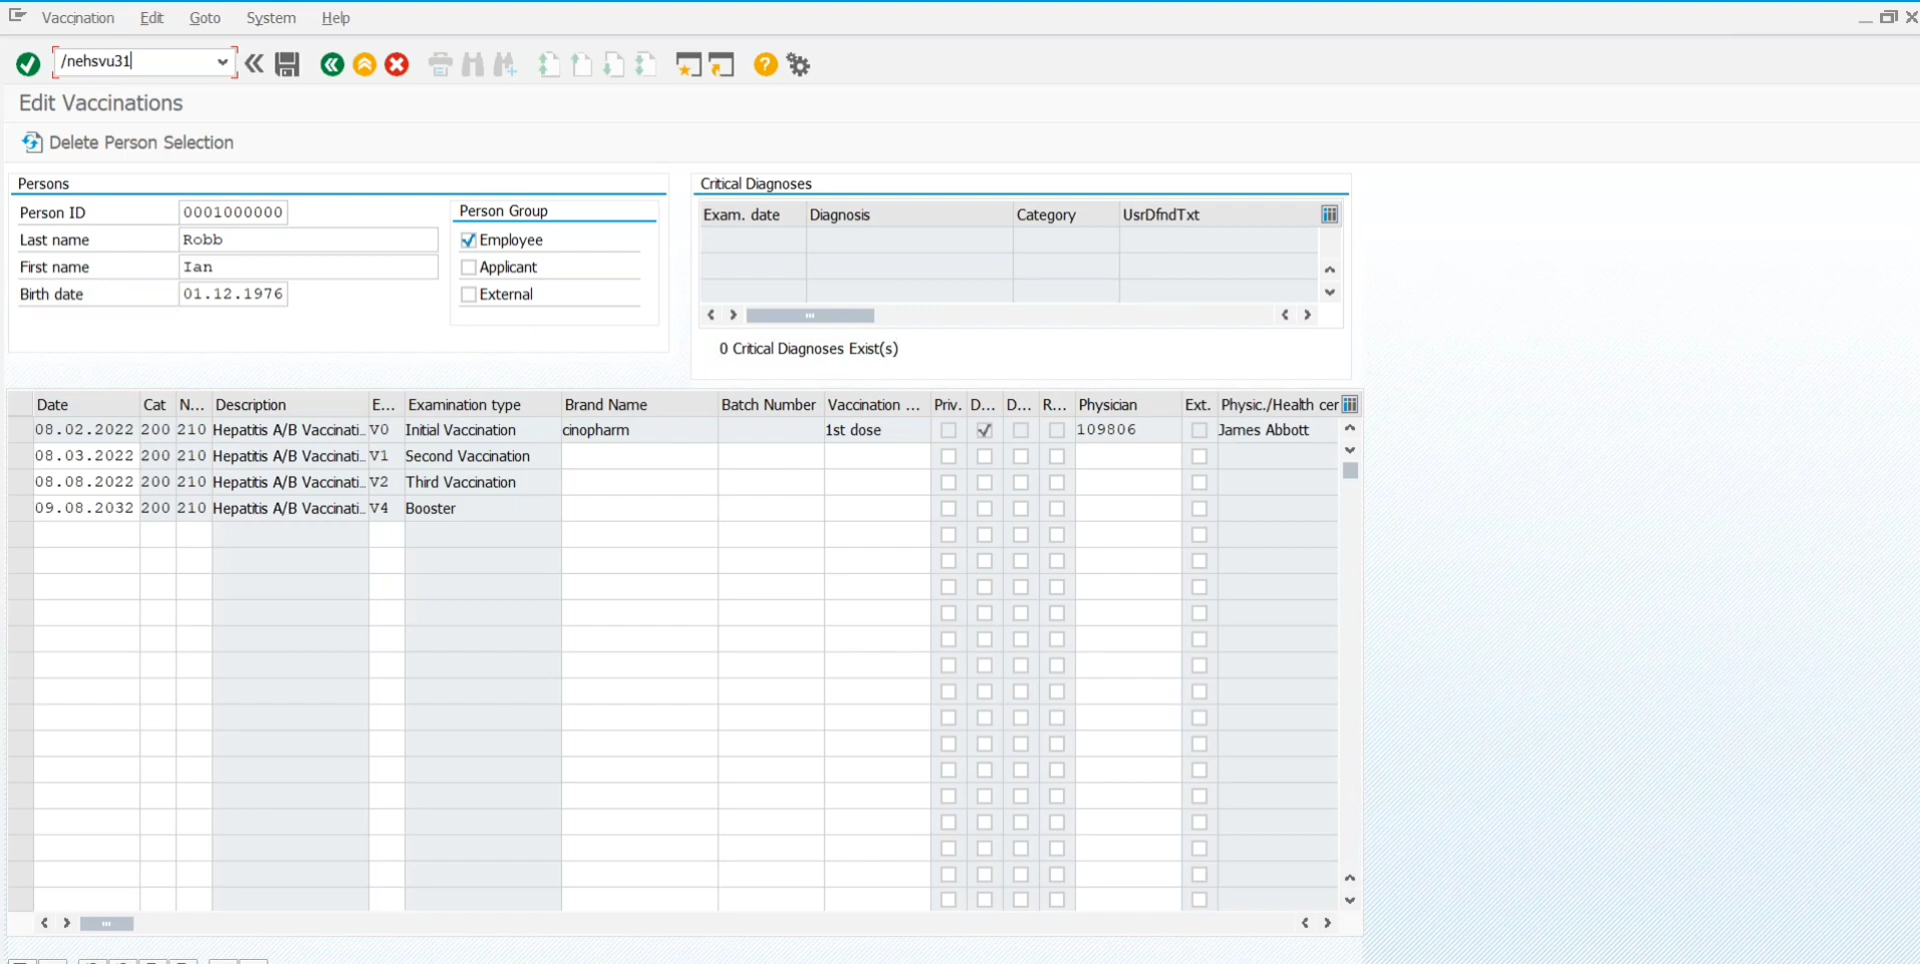 Vaccination Edit Goto System Help
/nehsvu31
Edit Vaccinations
Delete Person Selection
Persons
Person ID 0001000000
Last name Robb
First name Ian
Birth date 01.12.1976
Person Group
Employee
Applicant
External
Critical Diagnoses
Exam. date Diagnosis Category UsrDfndTxt
0 Critical Diagnoses Exist(s)
Date Cat N... Description E... Examination type Brand Name Batch Number Vaccination ... Priv. D... D... R... Physician Ext. Physic./Health cer
08.02.2022 200 210 Hepatitis A/B Vaccinati.. V0 Initial Vaccination cinopharm 1st dose 109806 James Abbott
08.03.2022 200 210 Hepatitis A/B Vaccinati.. V1 Second Vaccination
08.08.2022 200 210 Hepatitis A/B Vaccinati.. V2 Third Vaccination
09.08.2032 200 210 Hepatitis A/B Vaccinati.. V4 Booster